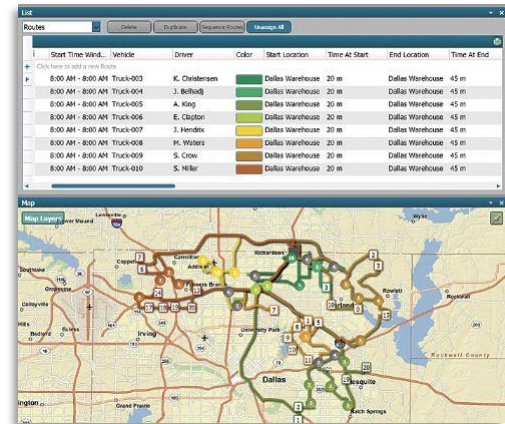 List
Routes Delete Duplicate Sequence Routes Unassign All
Start Time Wind... Vehicle Driver Color Start Location Time At Start End Location Time At End
Click here to add a new Route
8:00 AM - 8:00 AM Truck-003 K. Christensen Dallas Warehouse 20 m Dallas Warehouse 45 m
8:00 AM - 8:00 AM Truck-004 J. Belhadj Dallas Warehouse 20 m Dallas Warehouse 45 m
8:00 AM - 8:00 AM Truck-005 A. King Dallas Warehouse 20 m Dallas Warehouse 45 m
8:00 AM - 8:00 AM Truck-006 E. Clapton Dallas Warehouse 20 m Dallas Warehouse 45 m
8:00 AM - 8:00 AM Truck-007 J. Hendrix Dallas Warehouse 20 m Dallas Warehouse 45 m
8:00 AM - 8:00 AM Truck-008 M. Waters Dallas Warehouse 20 m Dallas Warehouse 45 m
8:00 AM - 8:00 AM Truck-009 S. Crow Dallas Warehouse 20 m Dallas Warehouse 45 m
8:00 AM - 8:00 AM Truck-010 S. Miller Dallas Warehouse 20 m Dallas Warehouse 45 m
Map
Map Layers
wer Mound
Wylie
Richardson
Rowlett
Rockwall
Colleyville
Irving
University Park
Rockwall County
Dallas
esquite
Balch Springs
ington
Grand Prairie